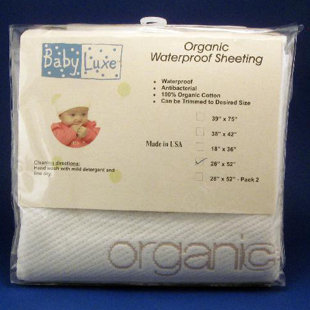 Baby Luxe
Organic
Waterproof Sheeting
• Waterproof
• Antibacterial
• 100% Organic Cotton
• Can be Trimmed to Desired Size
39" x 75"
38" x 42"
Made in USA
18" x 36"
28" x 52"
28" x 52" - Pack 2
Cleaning directions:
Hand wash with mild detergent and
line dry
organic